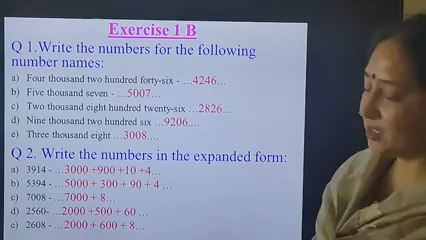 Exercise 1 B
Q 1.Write the numbers for the following
number names:
a) Four thousand two hundred forty-six - …4246…
b) Five thousand seven - …5007…
c) Two thousand eight hundred twenty-six …2826…
d) Nine thousand two hundred six …9206….
e) Three thousand eight …3008….
Q 2. Write the numbers in the expanded form:
a) 3914 - …3000 +900 +10 +4…
b) 5394 - …5000 + 300 + 90 + 4 …
c) 7008 - …7000 + 8…
d) 2560- …2000 +500 + 60 …
e) 2608 - …2000 + 600 + 8…